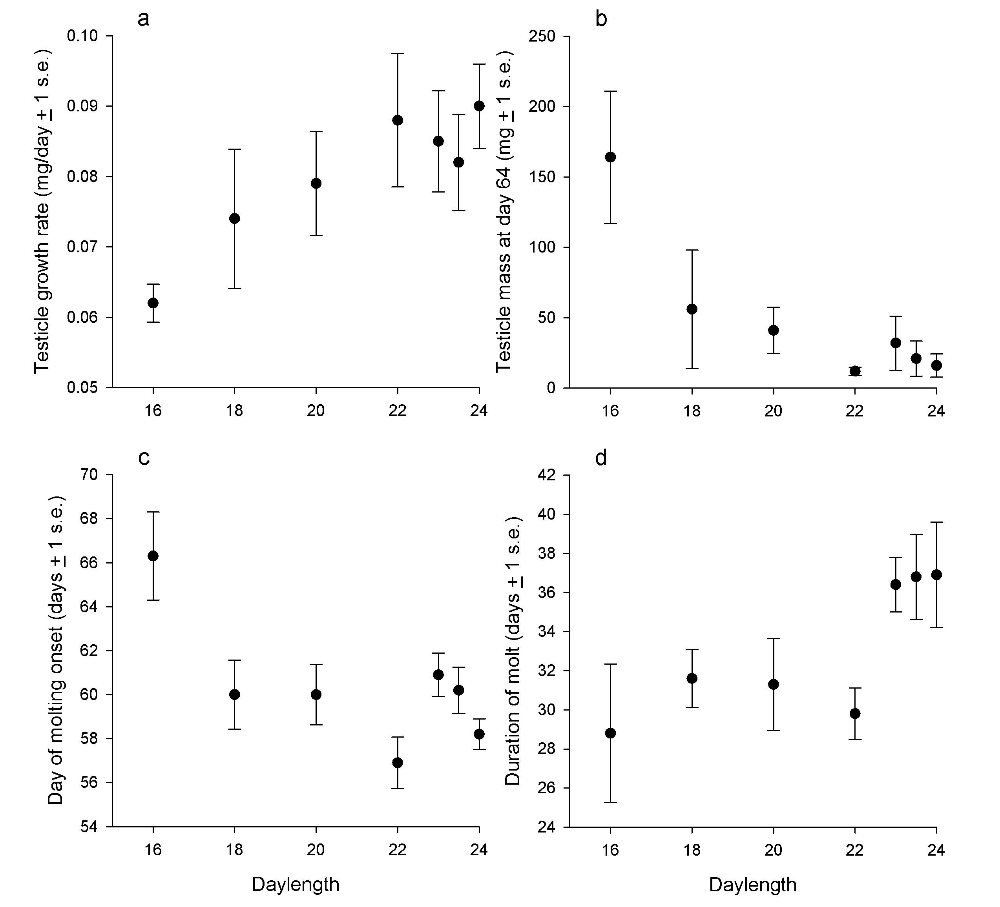 a
Testicle growth rate (mg/day ± 1 s.e.)
0.10
0.09
0.08
0.07
0.06
0.05
16 18 20 22 24
b
Testicle mass at day 64 (mg ± 1 s.e.)
250
200
150
100
50
0
16 18 20 22 24
c
Day of molting onset (days ± 1 s.e.)
70
68
66
64
62
60
58
56
54
16 18 20 22 24
Daylength
d
Duration of molt (days ± 1 s.e.)
42
40
38
36
34
32
30
28
26
24
16 18 20 22 24
Daylength